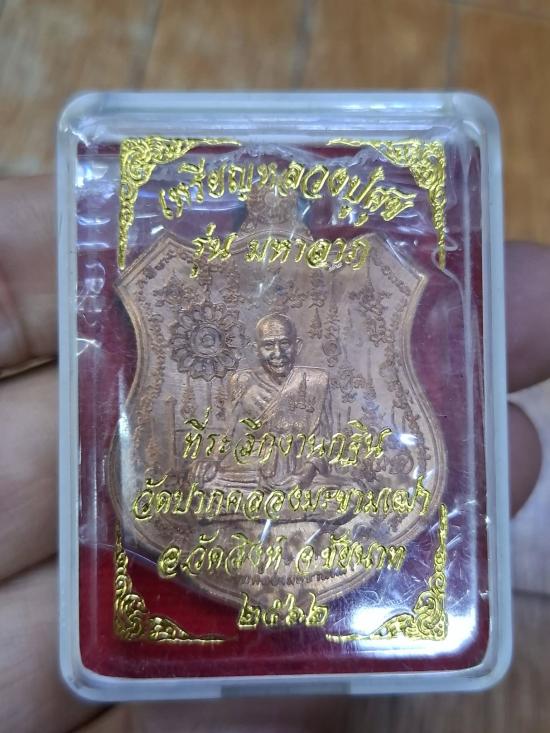 เหรียญหลวงปู่ศุข
รุ่น มหาลาภ
ที่ระลึกงานกฐิน
วัดปากคลองมะขามเฒ่า
อ.วัดสิงห์ จ.ชัยนาท
๒๕๖๒